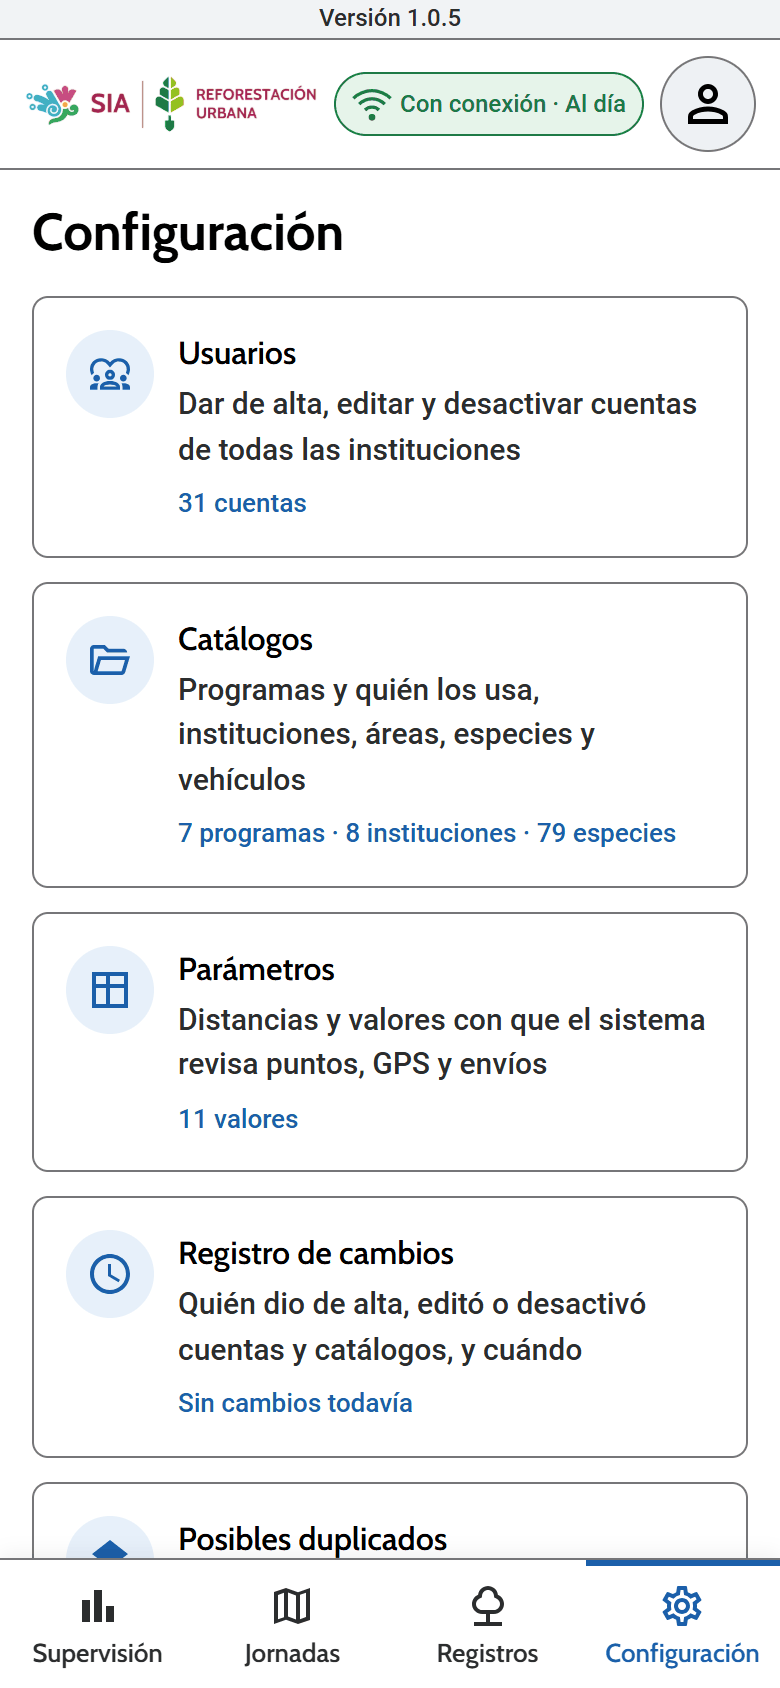 Versión 1.0.5
SIA
REFORESTACIÓN
URBANA
Con conexión · Al día
Configuración
Usuarios
Dar de alta, editar y desactivar cuentas
de todas las instituciones
31 cuentas
Catálogos
Programas y quién los usa,
instituciones, áreas, especies y
vehículos
7 programas · 8 instituciones · 79 especies
Parámetros
Distancias y valores con que el sistema
revisa puntos, GPS y envíos
11 valores
Registro de cambios
Quién dio de alta, editó o desactivó
cuentas y catálogos, y cuándo
Sin cambios todavía
Posibles duplicados
Supervisión
Jornadas
Registros
Configuración